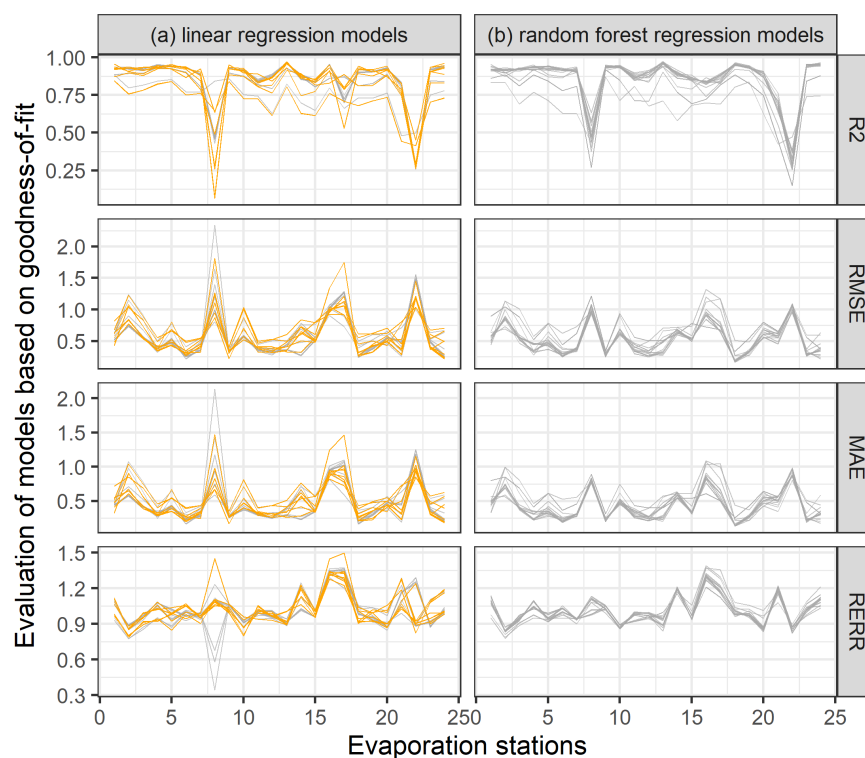 (a) linear regression models
(b) random forest regression models
Evaluation of models based on goodness-of-fit
1.00
0.75
0.50
0.25
R2
2.0
1.5
1.0
0.5
RMSE
2.0
1.5
1.0
0.5
MAE
1.5
1.2
0.9
0.6
0.3
RERR
0 5 10 15 20 25 0 5 10 15 20 25
Evaporation stations